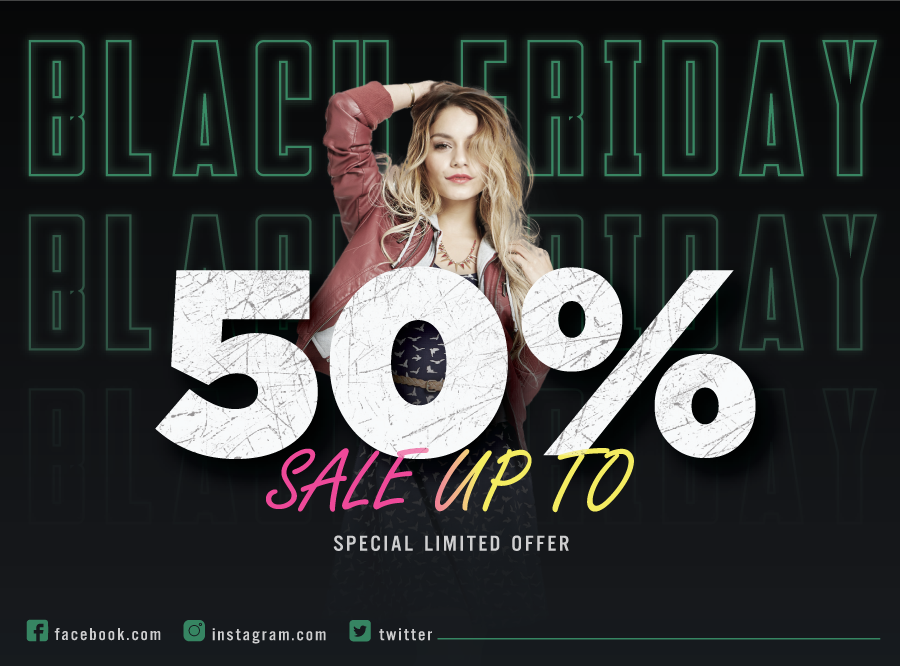 BLACK FRIDAY
BLACK FRIDAY
BLACK FRIDAY
50%
SALE UP TO
SPECIAL LIMITED OFFER
facebook.com instagram.com twitter